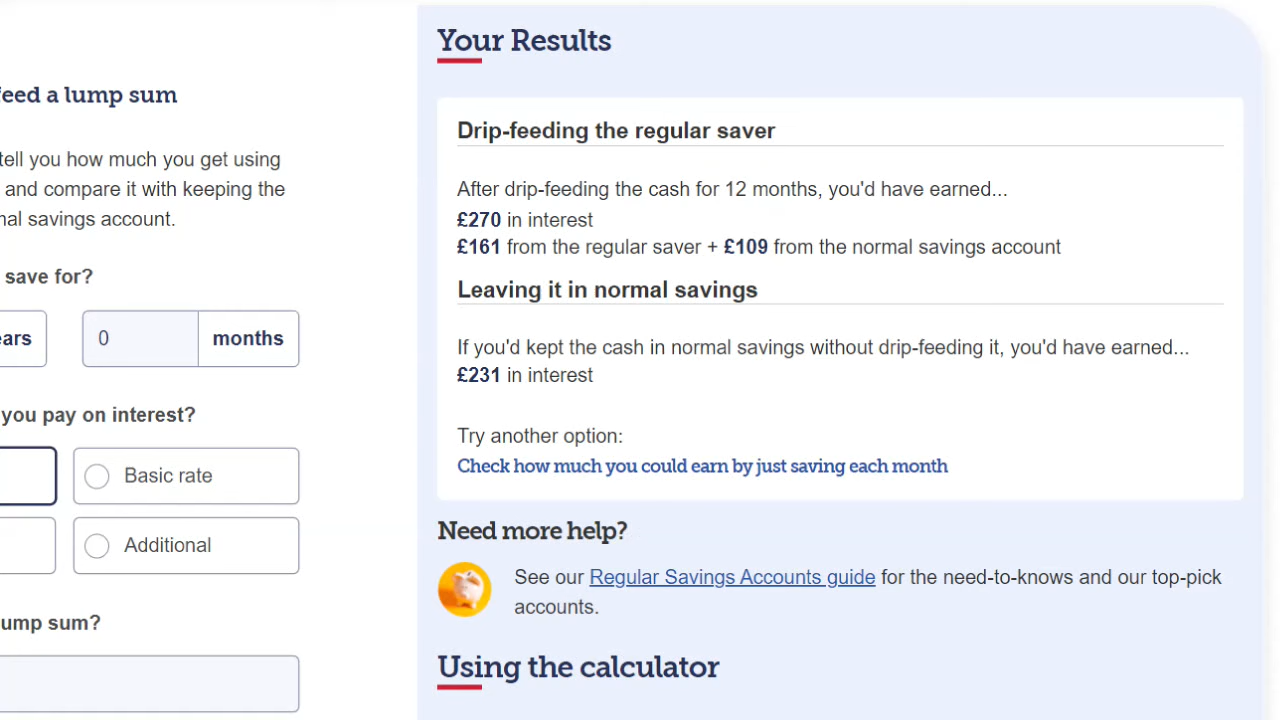 feed a lump sum
tell you how much you get using
and compare it with keeping the
savings account.
save for?
0
months
you pay on interest?
Basic rate
Additional
sum?
Your Results
Drip-feeding the regular saver
After drip-feeding the cash for 12 months, you'd have earned...
£270 in interest
£161 from the regular saver + £109 from the normal savings account
Leaving it in normal savings
If you'd kept the cash in normal savings without drip-feeding it, you'd have earned...
£231 in interest
Try another option:
Check how much you could earn by just saving each month
Need more help?
See our Regular Savings Accounts guide for the need-to-knows and our top-pick
accounts.
Using the calculator